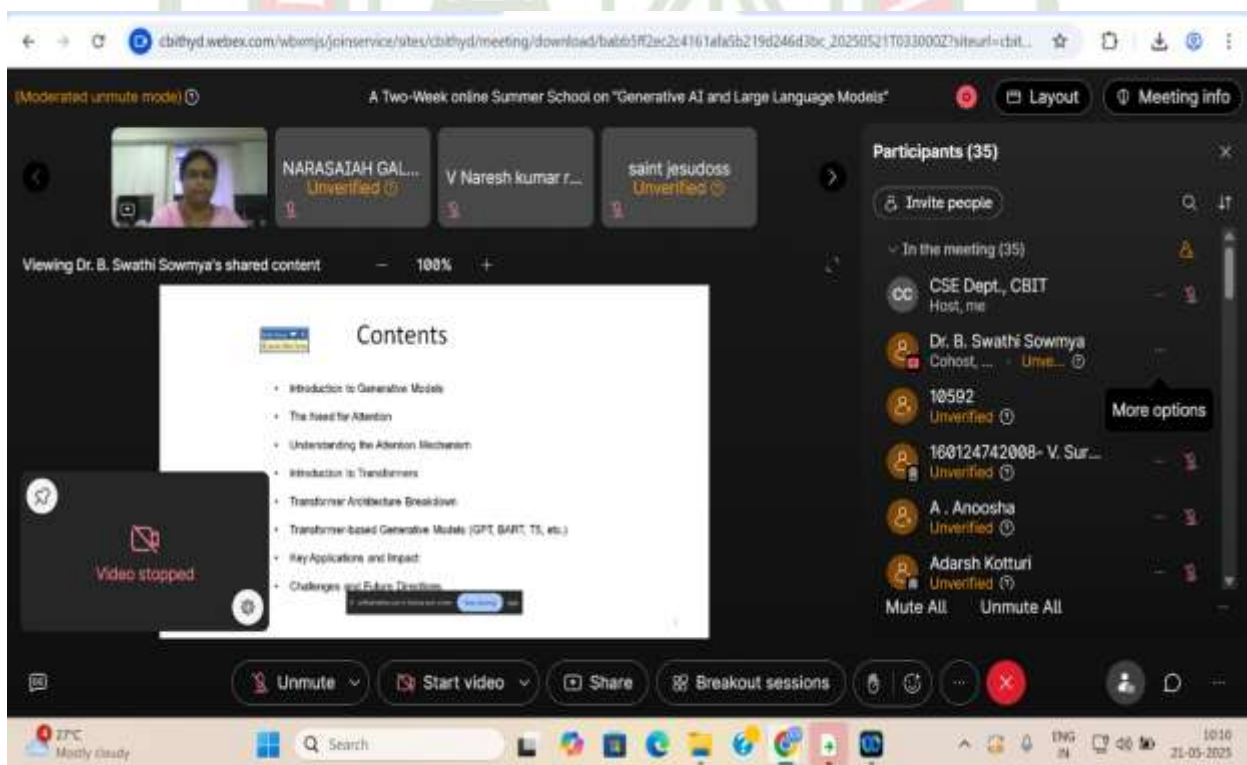 cbithyd.webex.com/wbxmjs/joinservice/sites/cbithyd/meeting/download/
(Moderated unmute mode)
A Two-Week online Summer School on "Generative AI and Large Language Models"
Layout
Meeting info
NARASAIAH GAL...
Unverified
V Naresh kumar r...
saint jesudoss
Unverified
Viewing Dr. B. Swathi Sowmya's shared content
− 100% +
Contents
• Introduction to Generative Models
• The Need for Attention
• Understanding the Attention Mechanism
• Introduction to Transformers
• Transformer Architecture Breakdown
• Transformer-based Generative Models (GPT, BART, T5, etc.)
• Key Applications and Impact
• Challenges and Future Directions
Video stopped
Participants (35)
Invite people
In the meeting (35)
CC
CSE Dept., CBIT
Host, me
Dr. B. Swathi Sowmya
Cohost, ... Unve...
10592
Unverified
More options
160124742008- V. Sur...
Unverified
A . Anoosha
Unverified
Adarsh Kotturi
Unverified
Mute All Unmute All
Unmute
Start video
Share
Breakout sessions
Mostly cloudy
Search
ENG
IN
10:10
21-05-2025